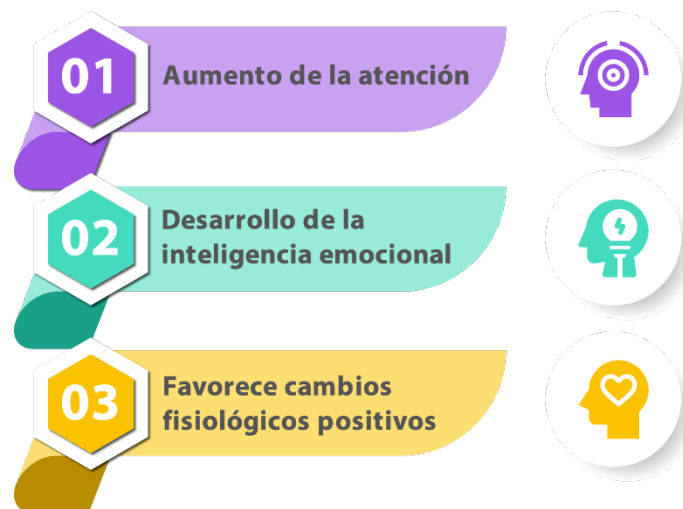 01
Aumento de la atención
02
Desarrollo de la
inteligencia emocional
03
Favorece cambios
fisiológicos positivos